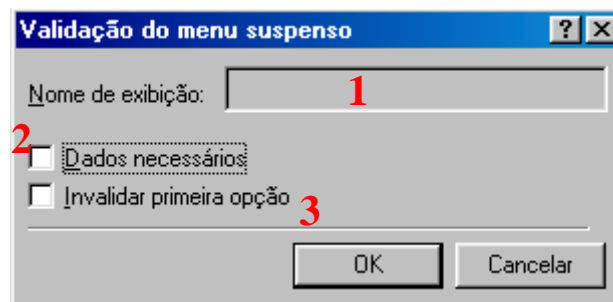 Validação do menu suspenso ? ×
Nome de exibição: 1
2
Dados necessários
Invalidar primeira opção 3
OK Cancelar